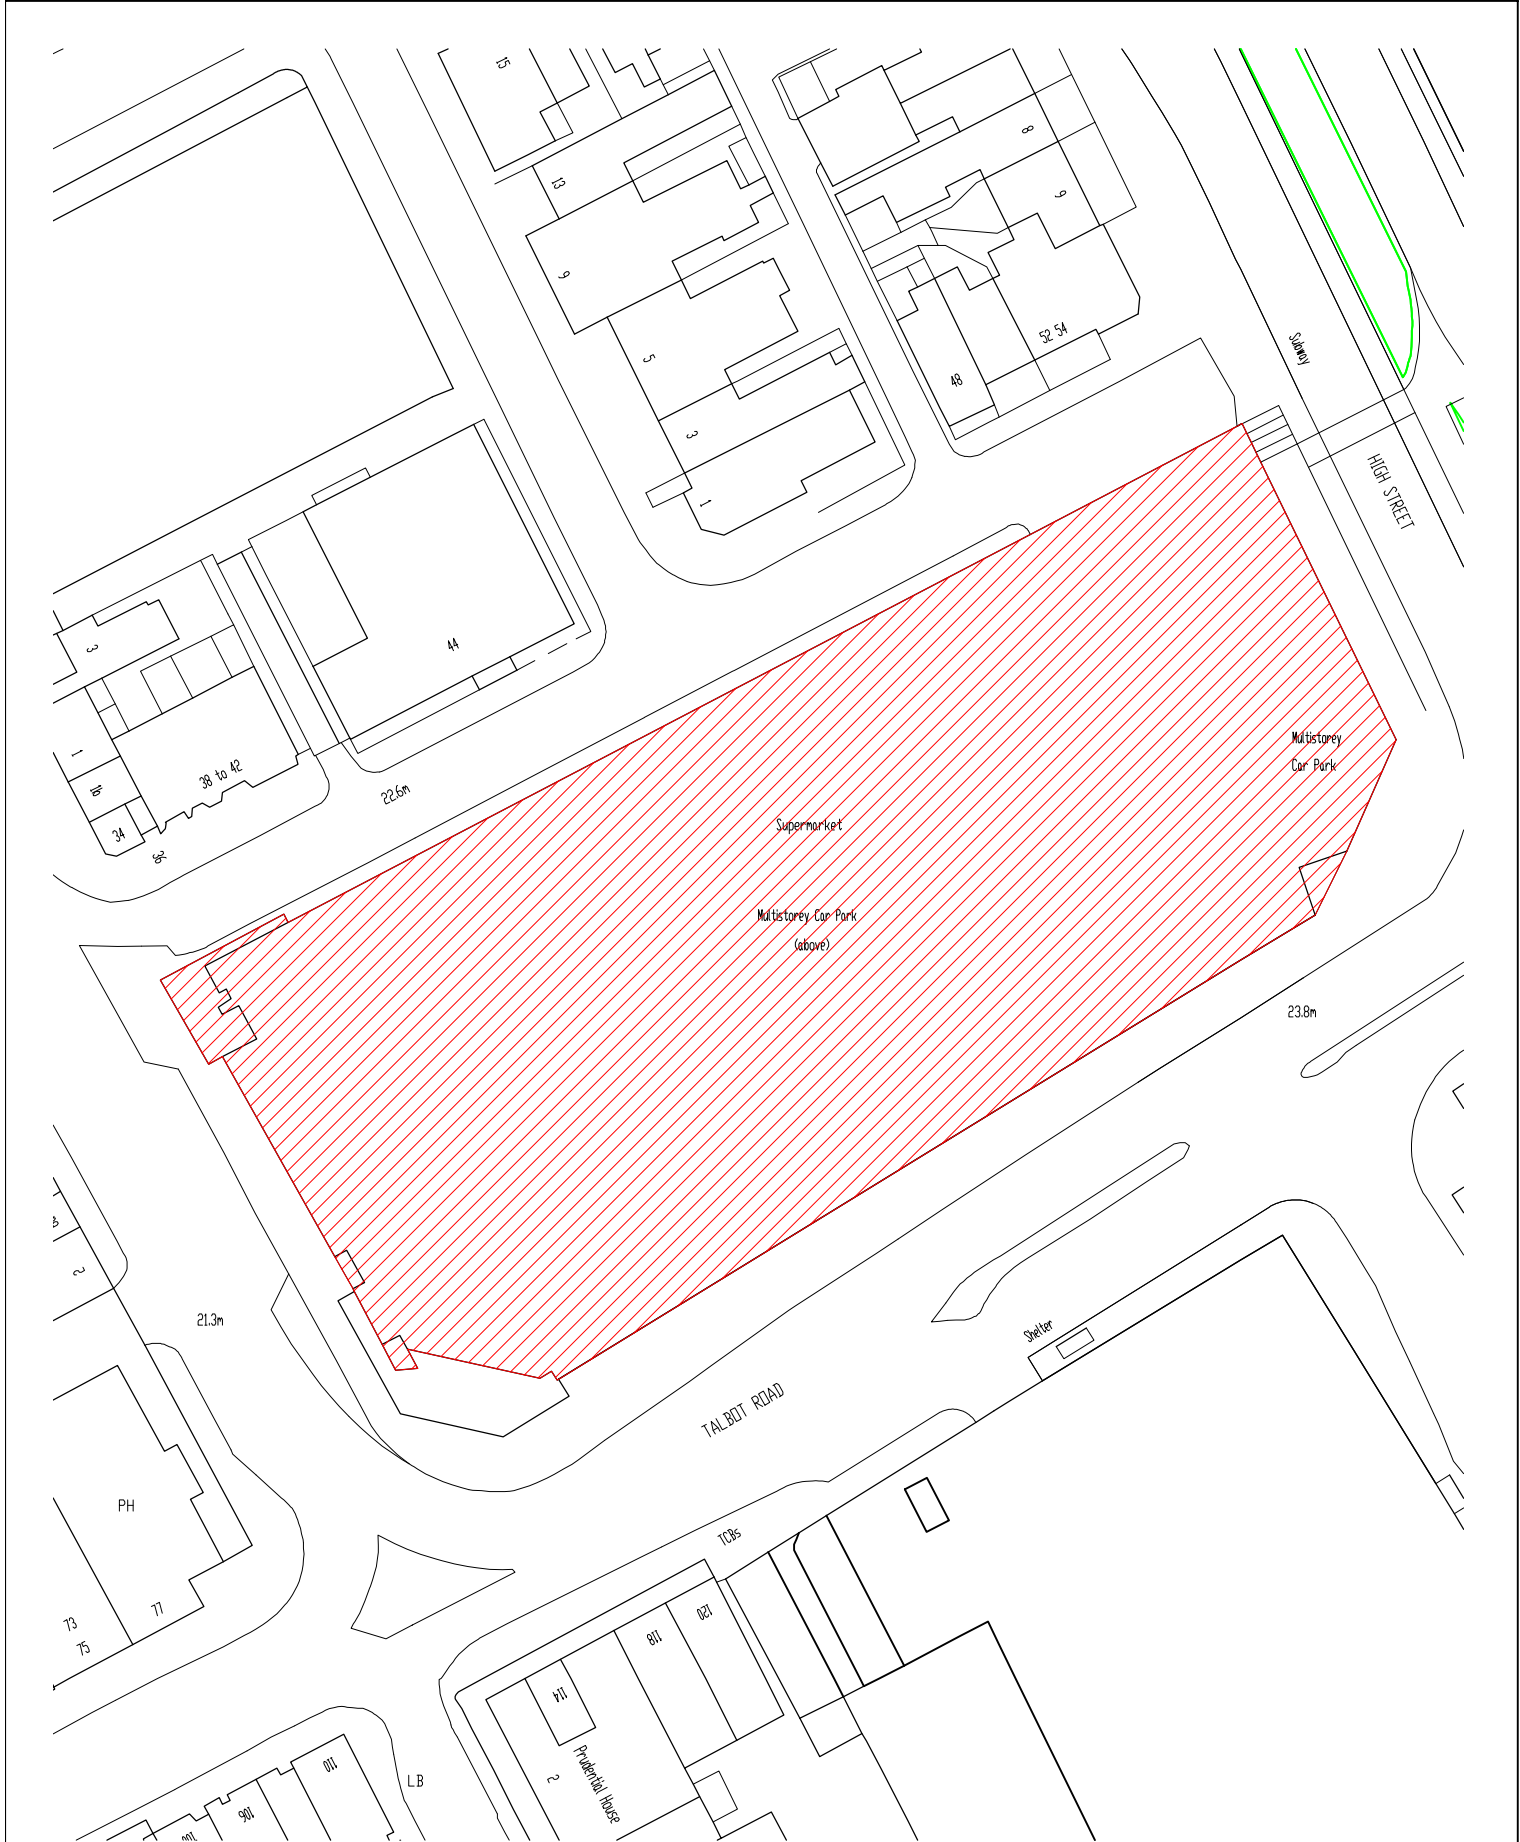 15
13
8
9
9
Subway
5
52 54
48
3
HIGH STREET
1
44
3
Multistorey
Car Park
1
38 to 42
1a
22.6m
Supermarket
34
36
Multistorey Car Park
(above)
23.8m
2
21.3m
Shelter
TALBOT ROAD
PH
TCBs
77
73
75
120
118
114
Prudential House
2
110
LB
106